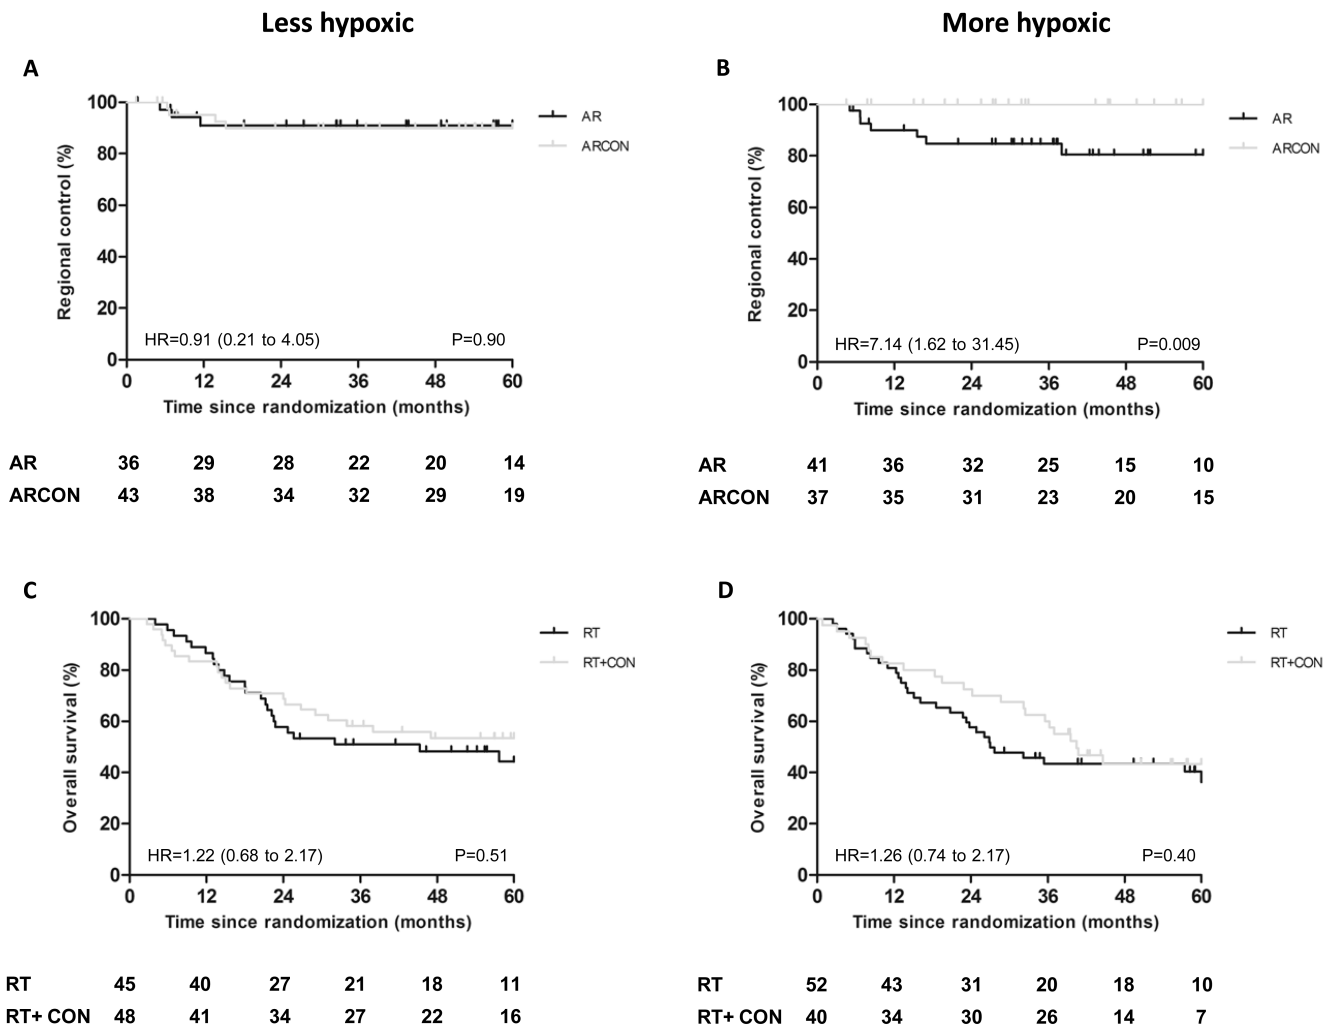 Less hypoxic
More hypoxic
A
Regional control (%)
100
80
60
40
20
0
AR
ARCON
HR=0.91 (0.21 to 4.05)
P=0.90
0 12 24 36 48 60
Time since randomization (months)
AR 36 29 28 22 20 14
ARCON 43 38 34 32 29 19
B
Regional control (%)
100
80
60
40
20
0
AR
ARCON
HR=7.14 (1.62 to 31.45)
P=0.009
0 12 24 36 48 60
Time since randomization (months)
AR 41 36 32 25 15 10
ARCON 37 35 31 23 20 15
C
Overall survival (%)
100
80
60
40
20
0
RT
RT+CON
HR=1.22 (0.68 to 2.17)
P=0.51
0 12 24 36 48 60
Time since randomization (months)
RT 45 40 27 21 18 11
RT+ CON 48 41 34 27 22 16
D
Overall survival (%)
100
80
60
40
20
0
RT
RT+CON
HR=1.26 (0.74 to 2.17)
P=0.40
0 12 24 36 48 60
Time since randomization (months)
RT 52 43 31 20 18 10
RT+ CON 40 34 30 26 14 7